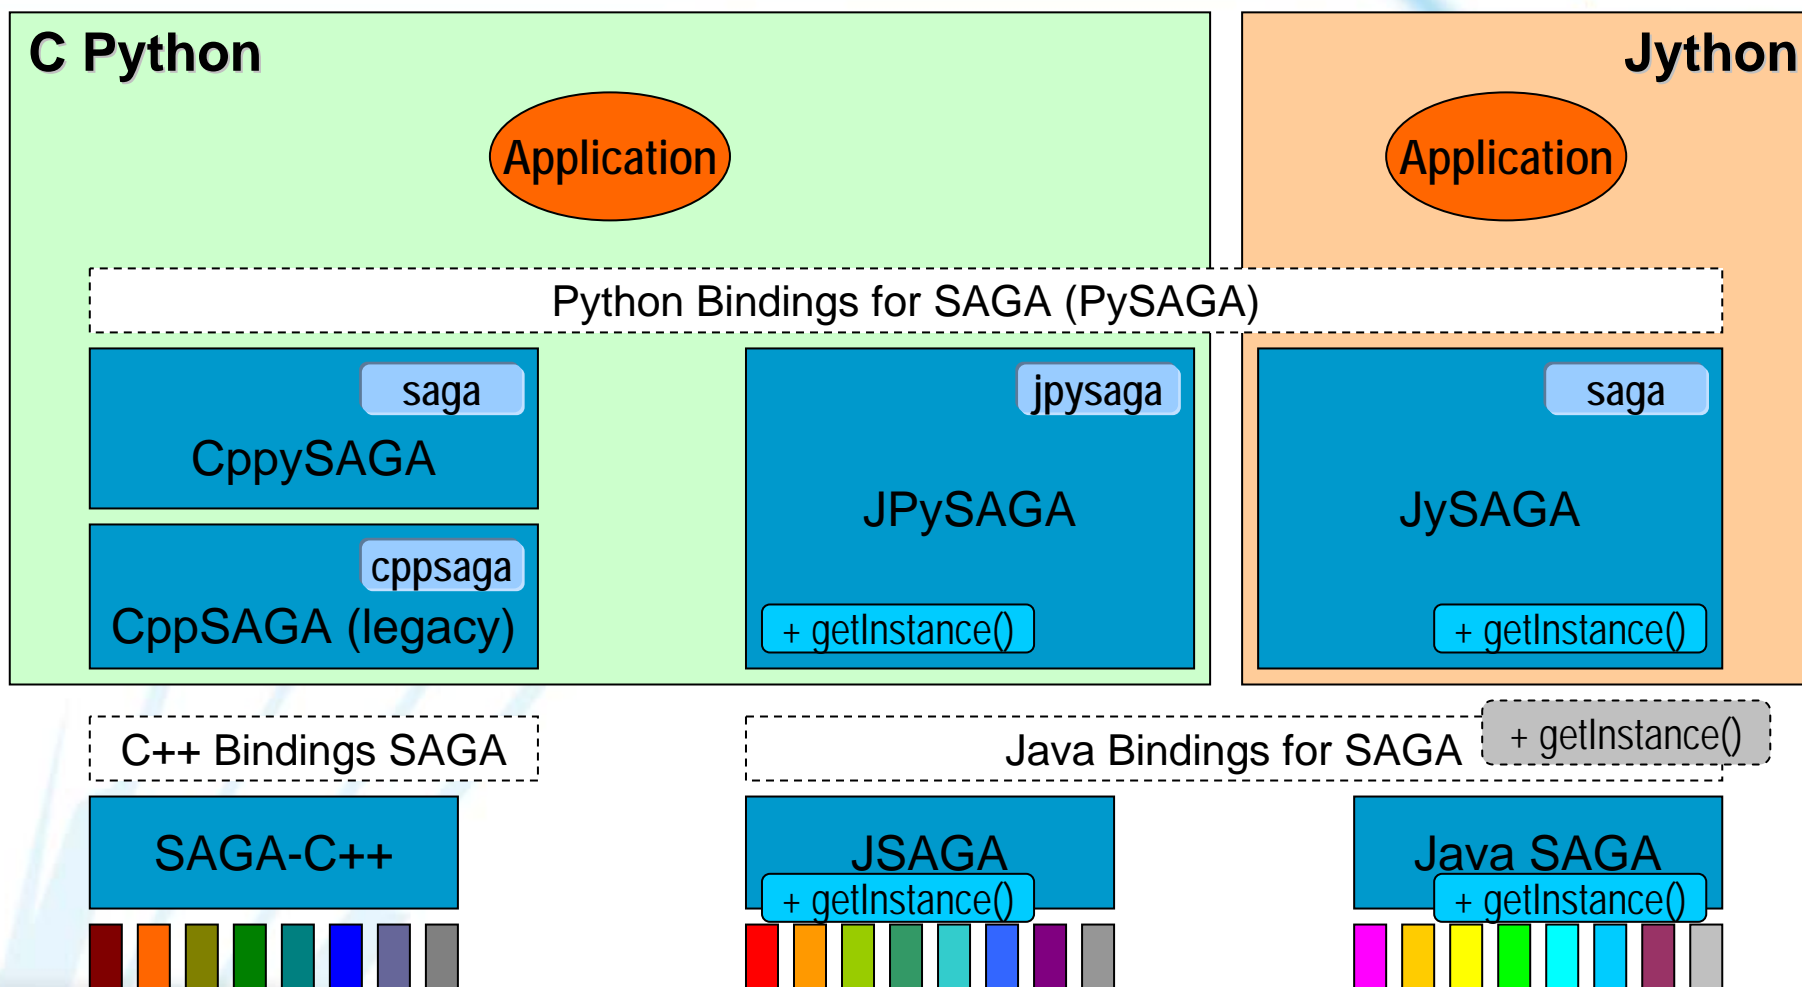 C Python
Jython
Application
Application
Python Bindings for SAGA (PySAGA)
saga
CppySAGA
jpysaga
JPySAGA
+ getInstance()
saga
JySAGA
+ getInstance()
cppsaga
CppSAGA (legacy)
C++ Bindings SAGA
Java Bindings for SAGA
+ getInstance()
SAGA-C++
JSAGA
+ getInstance()
Java SAGA
+ getInstance()